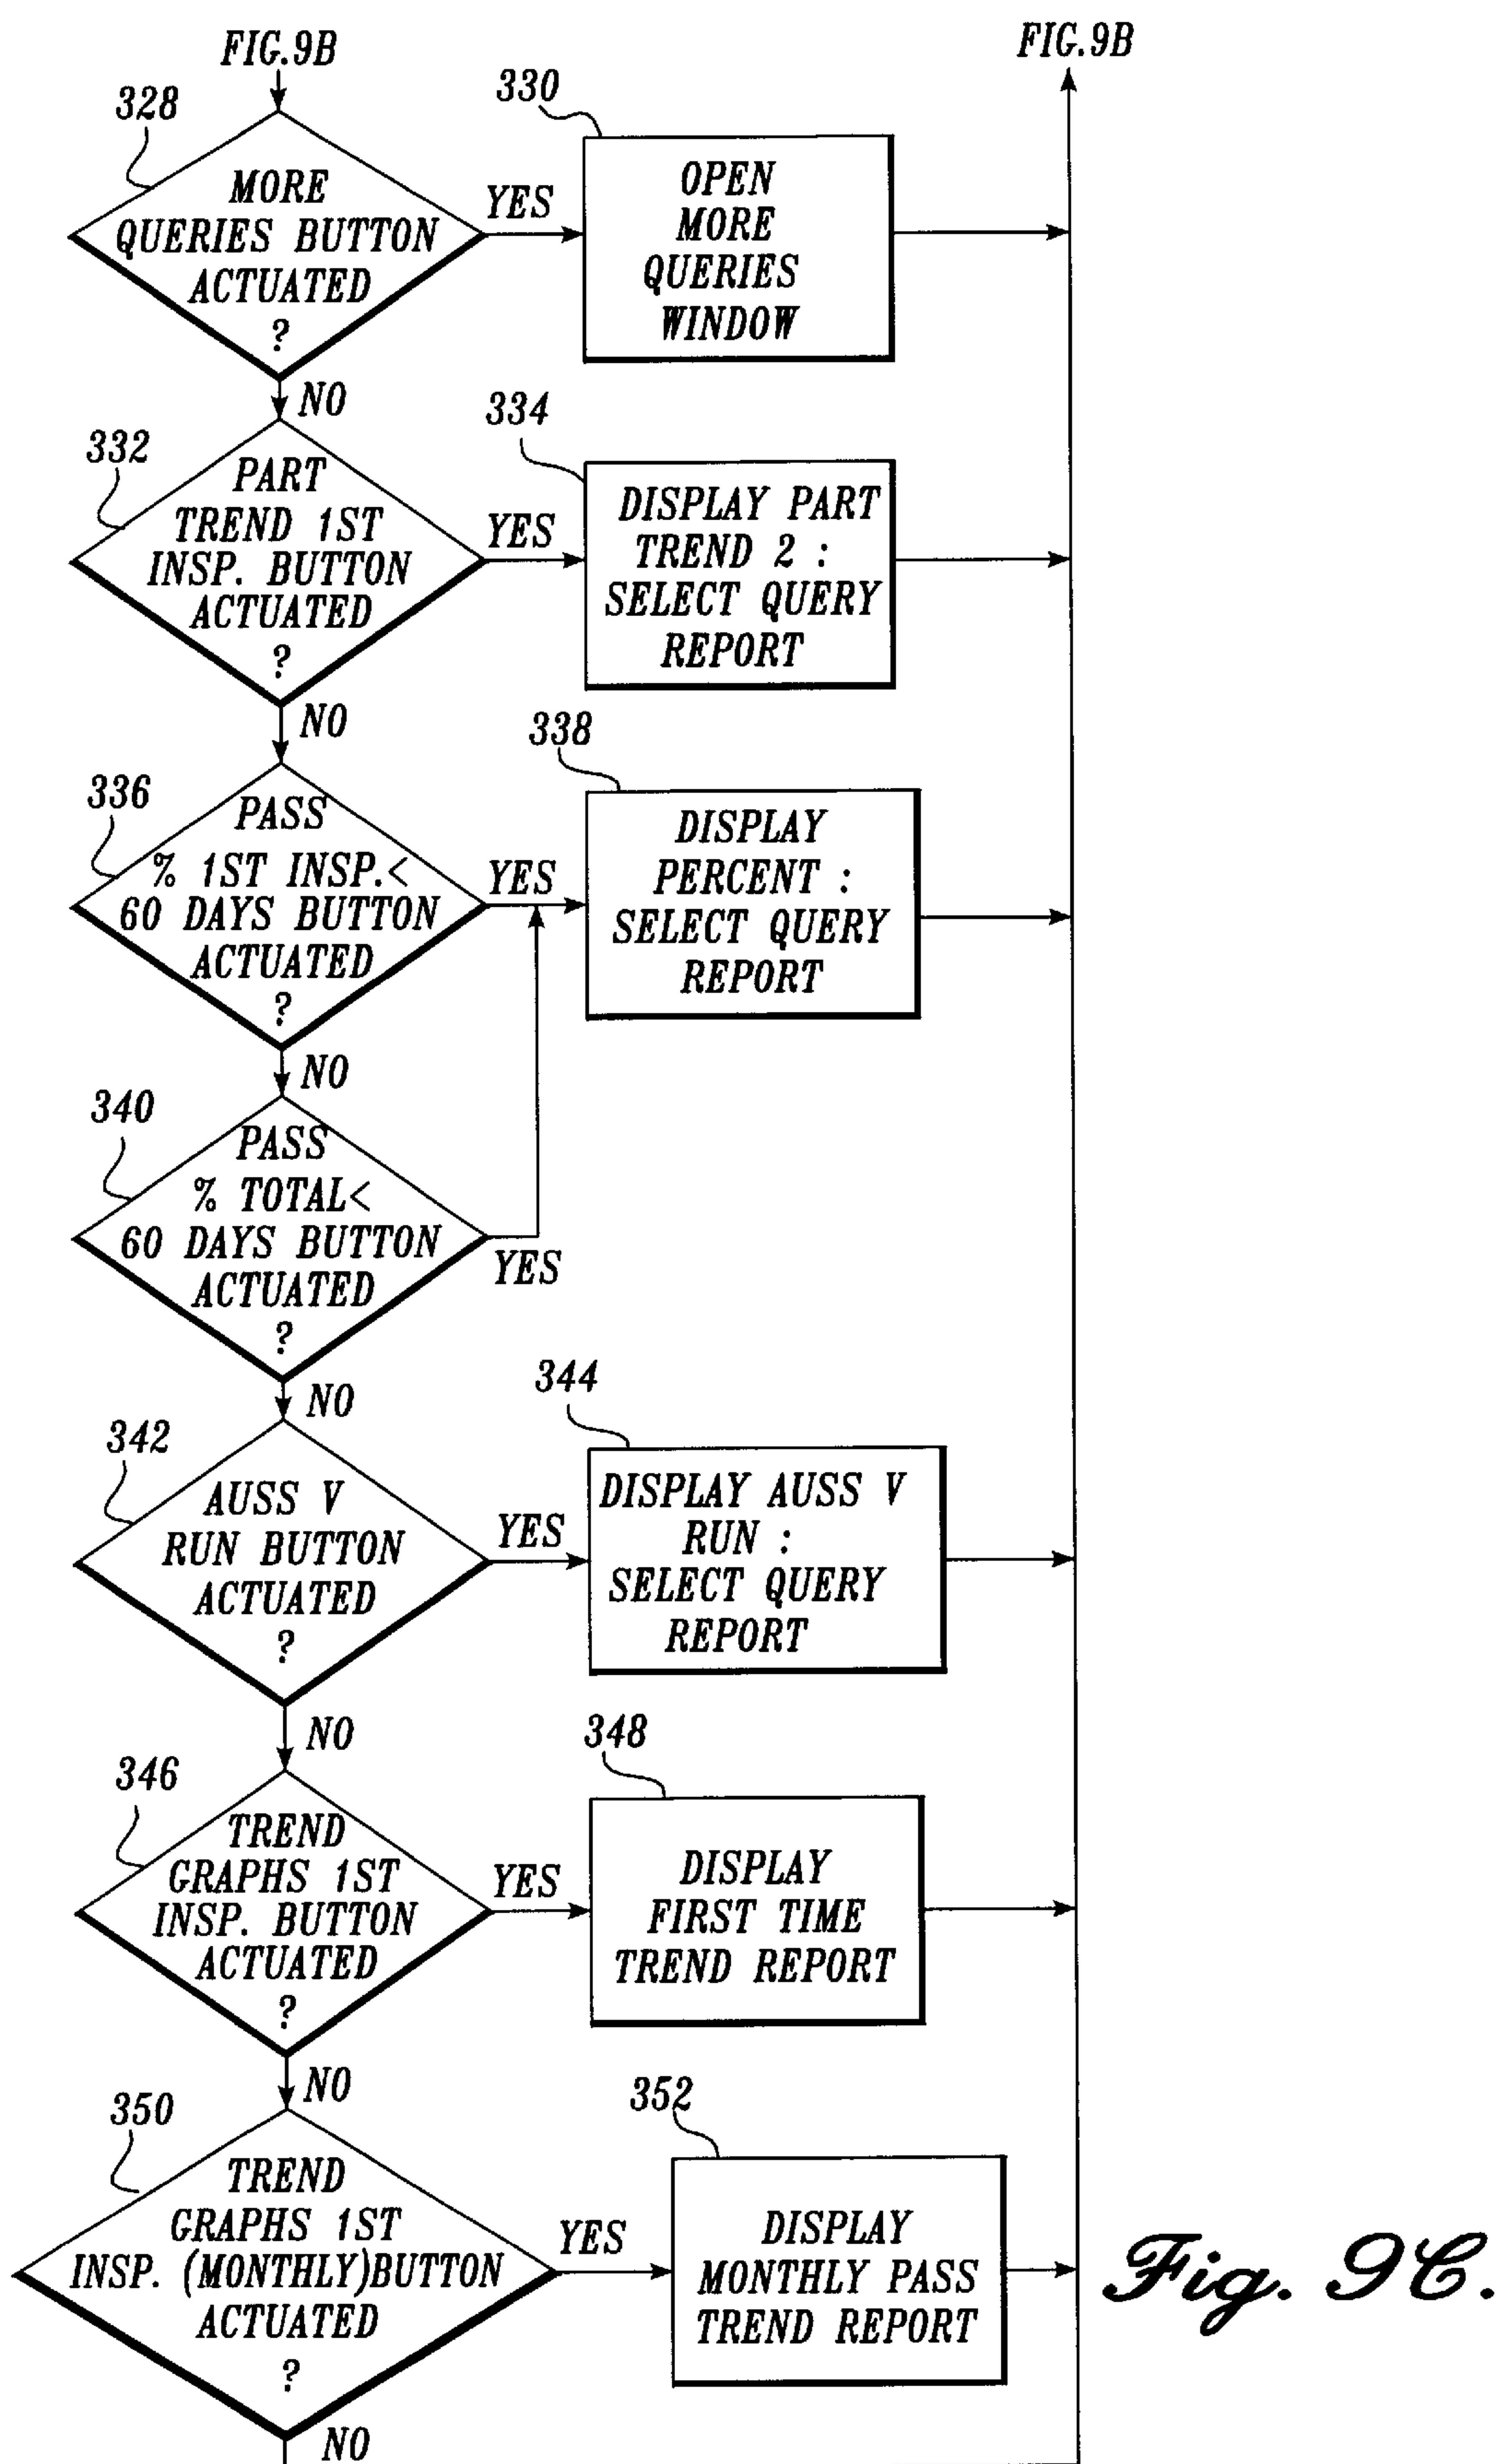 FIG.9B
FIG.9B
328
MORE
QUERIES BUTTON
ACTUATED
?
YES
330
OPEN
MORE
QUERIES
WINDOW
NO
332
PART
TREND 1ST
INSP. BUTTON
ACTUATED
?
YES
334
DISPLAY PART
TREND 2 :
SELECT QUERY
REPORT
NO
336
PASS
% 1ST INSP.<
60 DAYS BUTTON
ACTUATED
?
YES
338
DISPLAY
PERCENT :
SELECT QUERY
REPORT
NO
340
PASS
% TOTAL<
60 DAYS BUTTON
ACTUATED
?
YES
NO
342
AUSS V
RUN BUTTON
ACTUATED
?
YES
344
DISPLAY AUSS V
RUN :
SELECT QUERY
REPORT
NO
346
TREND
GRAPHS 1ST
INSP. BUTTON
ACTUATED
?
YES
348
DISPLAY
FIRST TIME
TREND REPORT
NO
350
TREND
GRAPHS 1ST
INSP. (MONTHLY)BUTTON
ACTUATED
?
YES
352
DISPLAY
MONTHLY PASS
TREND REPORT
NO
Fig. 9C.